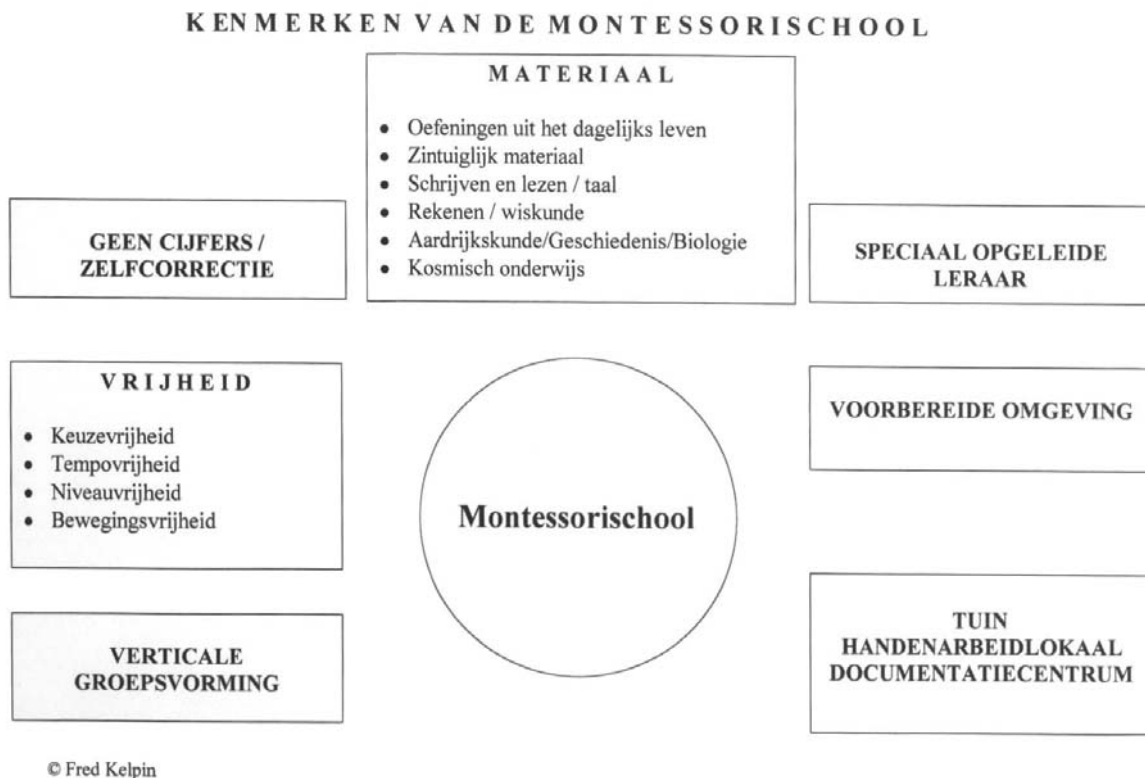 KENMERKEN VAN DE MONTESSORISCHOOL
MATERIAAL
• Oefeningen uit het dagelijks leven
• Zintuiglijk materiaal
• Schrijven en lezen / taal
• Rekenen / wiskunde
• Aardrijkskunde/Geschiedenis/Biologie
• Kosmisch onderwijs
GEEN CIJFERS /
ZELFCORRECTIE
SPECIAAL OPGELEIDE
LERAAR
VRIJHEID
• Keuzevrijheid
• Tempovrijheid
• Niveauvrijheid
• Bewegingsvrijheid
Montessorischool
VOORBEREIDE OMGEVING
VERTICALE
GROEPSVORMING
TUIN
HANDENARBEIDLOKAAL
DOCUMENTATIECENTRUM
© Fred Kelpin